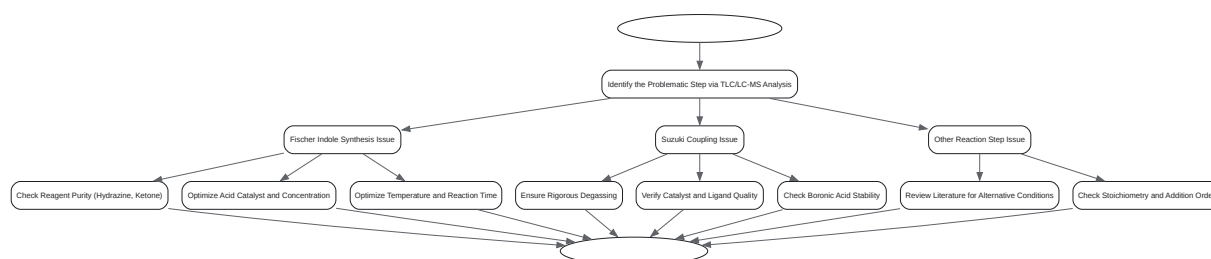 Identify the Problematic Step via TLC/LC-MS Analysis
Fischer Indole Synthesis Issue
Suzuki Coupling Issue
Other Reaction Step Issue
Check Reagent Purity (Hydrazine, Ketone)
Optimize Acid Catalyst and Concentration
Optimize Temperature and Reaction Time
Ensure Rigorous Degassing
Verify Catalyst and Ligand Quality
Check Boronic Acid Stability
Review Literature for Alternative Conditions
Check Stoichiometry and Addition Orde